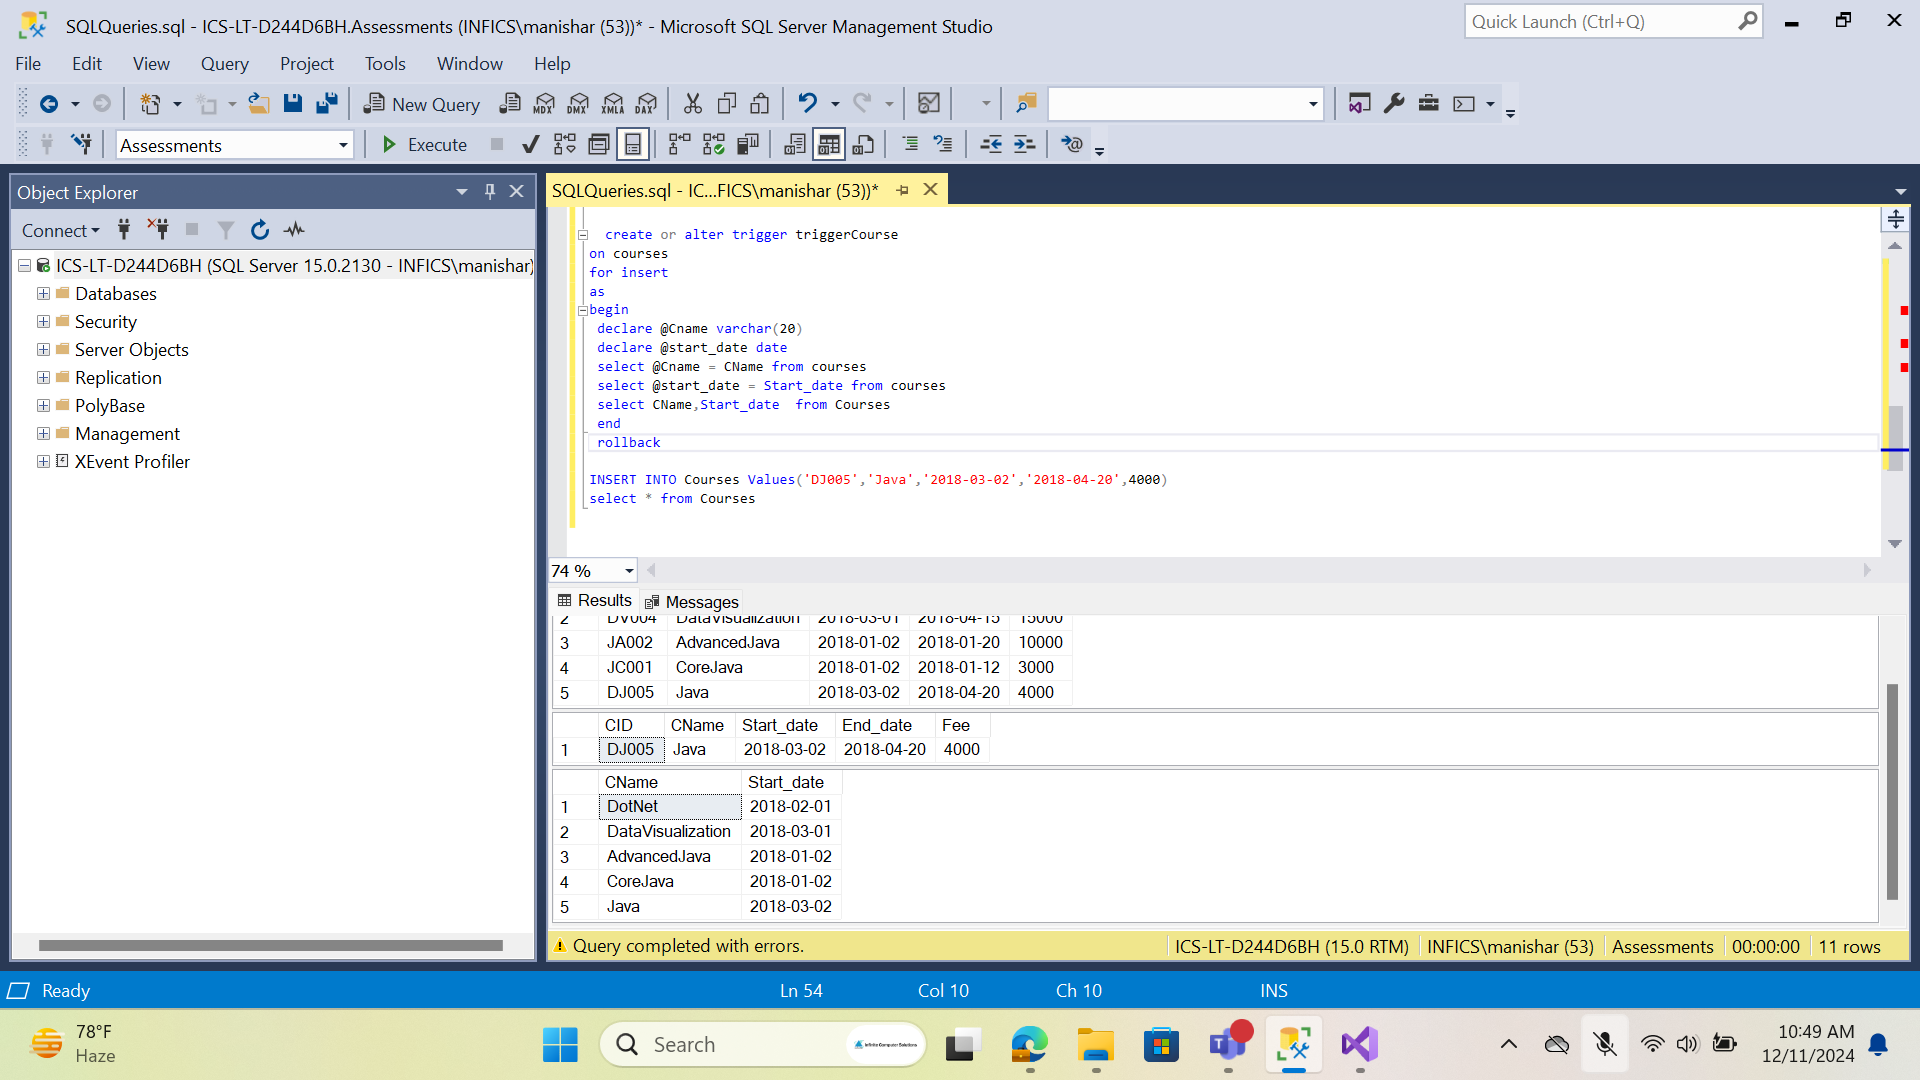 SQLQueries.sql - ICS-LT-D244D6BH.Assessments (INFICS\manishar (53))* - Microsoft SQL Server Management Studio
Quick Launch (Ctrl+Q)
File Edit View Query Project Tools Window Help
New Query MDX DMX XMLA DAX
Assessments Execute
Object Explorer
Connect
ICS-LT-D244D6BH (SQL Server 15.0.2130 - INFICS\manishar)
Databases
Security
Server Objects
Replication
PolyBase
Management
XEvent Profiler
SQLQueries.sql - IC...FICS\manishar (53))*
create or alter trigger triggerCourse
on courses
for insert
as
begin
declare @Cname varchar(20)
declare @start_date date
select @Cname = CName from courses
select @start_date = Start_date from courses
select CName,Start_date  from Courses
end
rollback
INSERT INTO Courses Values('DJ005','Java','2018-03-02','2018-04-20',4000)
select * from Courses
74 %
Results Messages
2 DV004 DataVisualization 2018-03-01 2018-04-15 15000
3 JA002 AdvancedJava 2018-01-02 2018-01-20 10000
4 JC001 CoreJava 2018-01-02 2018-01-12 3000
5 DJ005 Java 2018-03-02 2018-04-20 4000
CID CName Start_date End_date Fee
1 DJ005 Java 2018-03-02 2018-04-20 4000
CName Start_date
1 DotNet 2018-02-01
2 DataVisualization 2018-03-01
3 AdvancedJava 2018-01-02
4 CoreJava 2018-01-02
5 Java 2018-03-02
Query completed with errors. ICS-LT-D244D6BH (15.0 RTM) INFICS\manishar (53) Assessments 00:00:00 11 rows
Ready Ln 54 Col 10 Ch 10 INS
78°F
Haze
Search
Infinite Computer Solutions
10:49 AM
12/11/2024